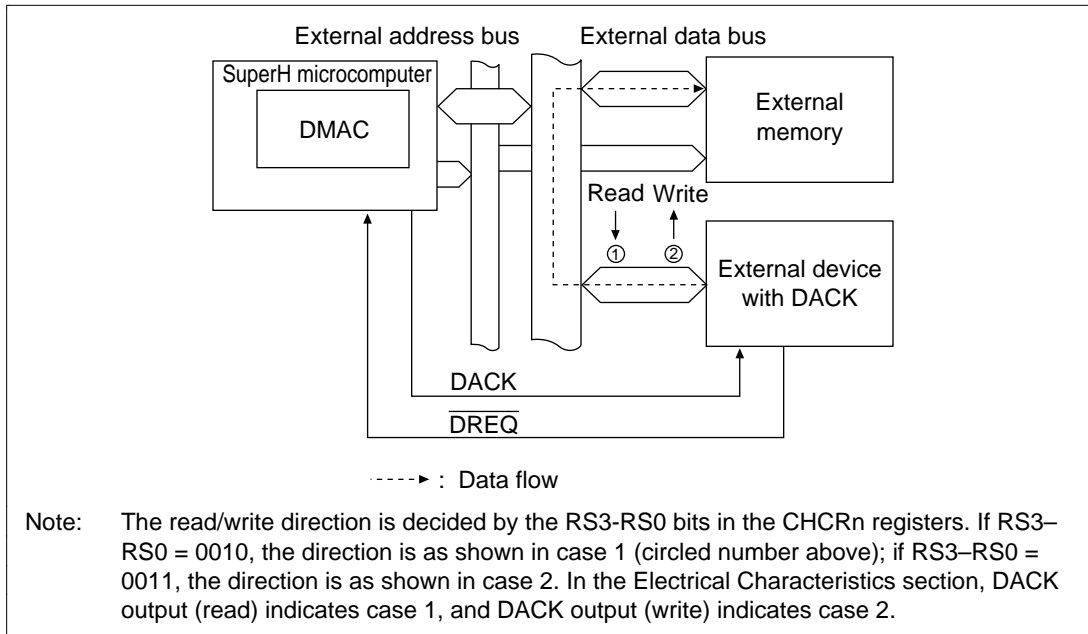 External address bus
External data bus
SuperH microcomputer
DMAC
External
memory
Read Write
① ②
External device
with DACK
DACK
DREQ
: Data flow
Note: The read/write direction is decided by the RS3-RS0 bits in the CHCRn registers. If RS3–
RS0 = 0010, the direction is as shown in case 1 (circled number above); if RS3–RS0 =
0011, the direction is as shown in case 2. In the Electrical Characteristics section, DACK
output (read) indicates case 1, and DACK output (write) indicates case 2.